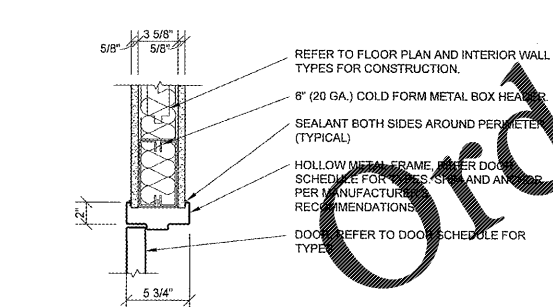 3 5/8"
5/8" 5/8"
REFER TO FLOOR PLAN AND INTERIOR WALL
TYPES FOR CONSTRUCTION.
6" (20 GA.) COLD FORM METAL BOX HEADER.
SEALANT BOTH SIDES AROUND PERIMETER
(TYPICAL)
HOLLOW METAL FRAME, REFER DOOR
SCHEDULE FOR TYPES. SHIM AND ANCHOR
PER MANUFACTURER'S
RECOMMENDATIONS.
2"
DOOR, REFER TO DOOR SCHEDULE FOR
TYPE
5 3/4"
Ord